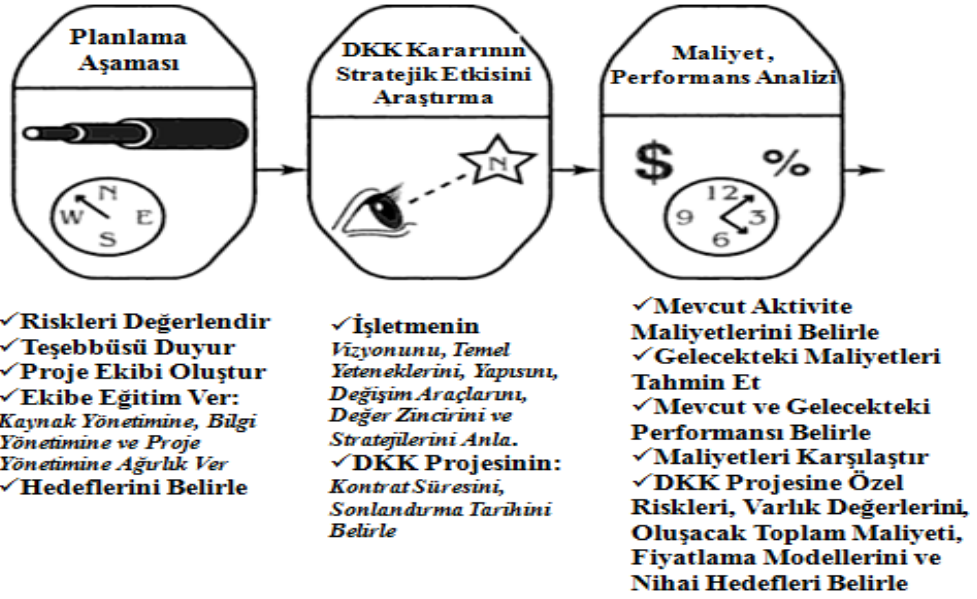 Planlama
Aşaması
N
W E
S
✓Riskleri Değerlendir
✓Teşebbüsü Duyur
✓Proje Ekibi Oluştur
✓Ekibe Eğitim Ver:
Kaynak Yönetimine, Bilgi
Yönetimine ve Proje
Yönetimine Ağırlık Ver
✓Hedeflerini Belirle
DKK Kararının
Stratejik Etkisini
Araştırma
N
✓İşletmenin
Vizyonunu, Temel
Yeteneklerini, Yapısını,
Değişim Araçlarını,
Değer Zincirini ve
Stratejilerini Anla.
✓DKK Projesinin:
Kontrat Süresini,
Sonlandırma Tarihini
Belirle
Maliyet,
Performans Analizi
$ %
12
9 3
6
✓Mevcut Aktivite
Maliyetlerini Belirle
✓Gelecekteki Maliyetleri
Tahmin Et
✓Mevcut ve Gelecekteki
Performansı Belirle
✓Maliyetleri Karşılaştır
✓DKK Projesine Özel
Riskleri, Varlık Değerlerini,
Oluşacak Toplam Maliyeti,
Fiyatlama Modellerini ve
Nihai Hedefleri Belirle